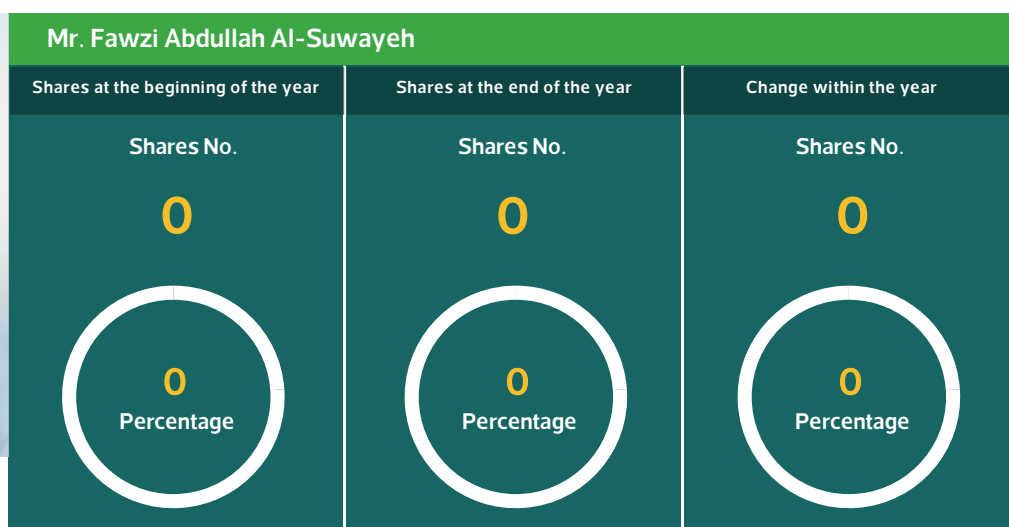 Mr. Fawzi Abdullah Al-Suwayeh
Shares at the beginning of the year
Shares at the end of the year
Change within the year
Shares No.
Shares No.
Shares No.
0
0
0
0
0
0
Percentage
Percentage
Percentage